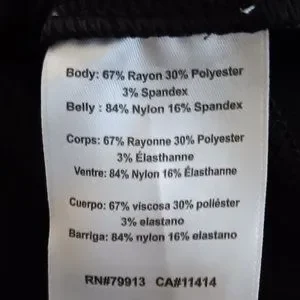 Body: 67% Rayon 30% Polyester
3% Spandex
Belly : 84% Nylon 16% Spandex
Corps: 67% Rayonne 30% Polyester
3% Élasthanne
Ventre: 84% Nylon 16% Élasthanne
Cuerpo: 67% viscosa 30% poliéster
3% elastano
Barriga: 84% nylon 16% elastano
RN#79913 CA#11414